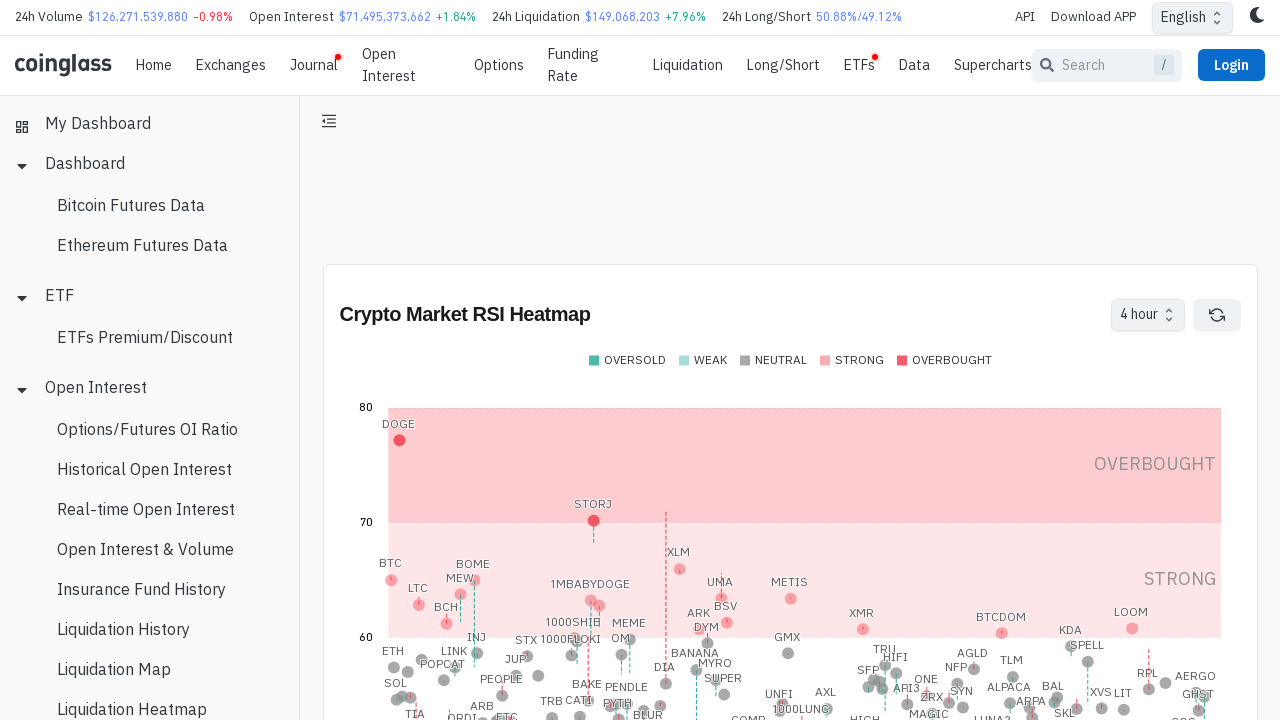 24h Volume $126,271,539,880 -0.98% Open Interest $71,495,373,662 +1.84% 24h Liquidation $149,068,203 +7.96% 24h Long/Short 50.88%/49.12% API Download APP English
coinglass Home Exchanges Journal Open Interest Options Funding Rate Liquidation Long/Short ETFs Data Supercharts Search / Login
My Dashboard
Dashboard
Bitcoin Futures Data
Ethereum Futures Data
ETF
ETFs Premium/Discount
Open Interest
Options/Futures OI Ratio
Historical Open Interest
Real-time Open Interest
Open Interest & Volume
Insurance Fund History
Liquidation History
Liquidation Map
Liquidation Heatmap
Crypto Market RSI Heatmap
4 hour
OVERSOLD WEAK NEUTRAL STRONG OVERBOUGHT
80
DOGE
OVERBOUGHT
STORJ
70
XLM
BTC BOME
MEW STRONG
LTC 1MBABYDOGE UMA METIS
BCH BSV
ARK XMR LOOM
1000SHIB MEME DYM BTCDOM
60 INJ STX 1000FLOKI OM GMX KDA
ETH LINK JUP BANANA TRU SPELL
POPCAT DIA MYRO HIFI AGLD TLM
SOL PEOPLE SUPER SFP NFP RPL AERGO
BAKE PENDLE API3 ONE ALPACA BAL
TRB CATI PYTH UNFI AXL ZRX SYN ARPA XVS LIT GHST
TIA ARB BLUR 1000LUNC MAGIC SKL
ORDI ETC COMP HIGH LUNA2